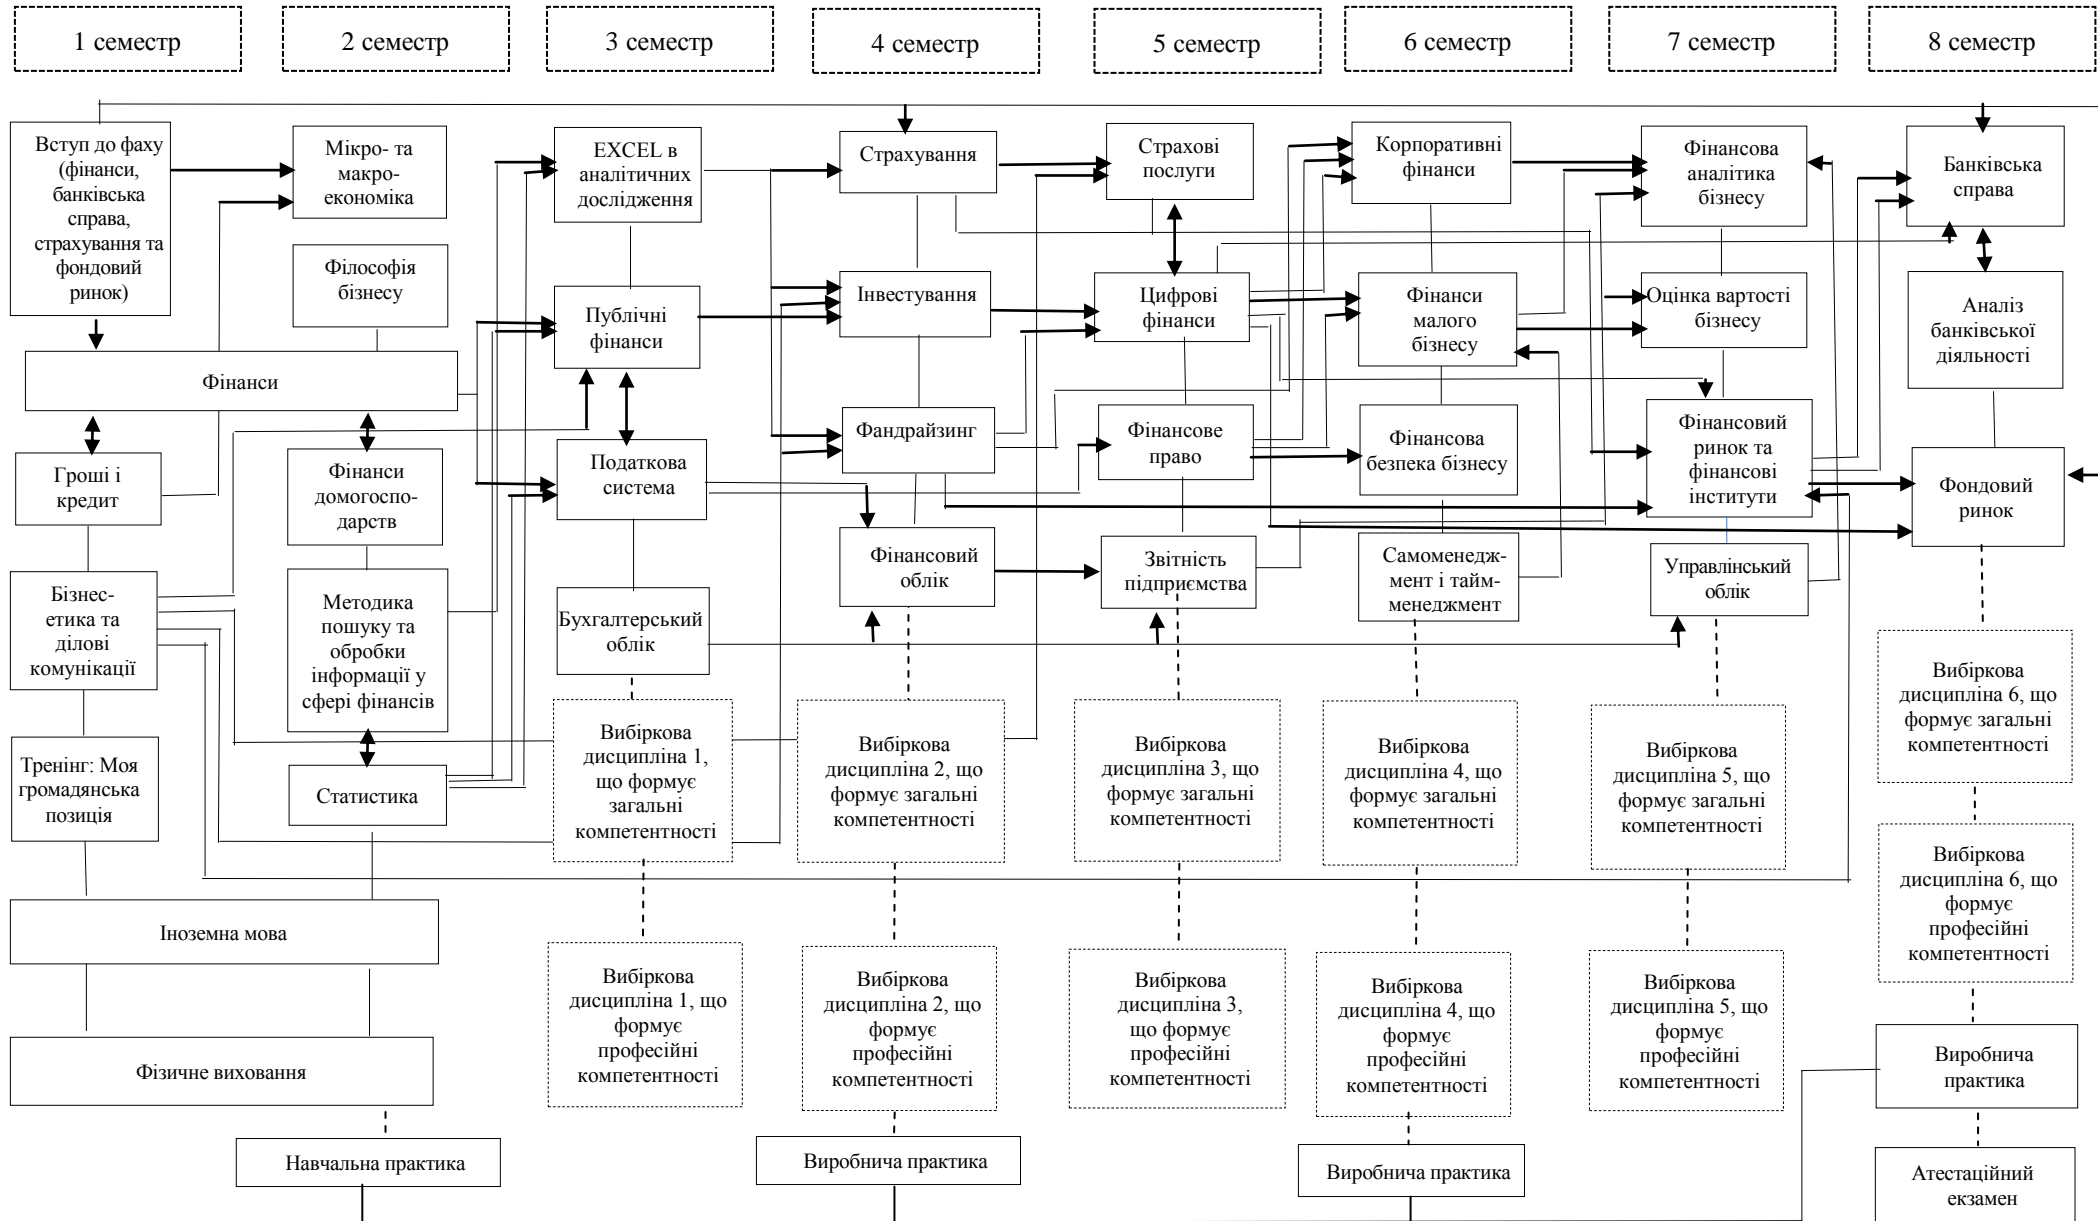 1 семестр
2 семестр
3 семестр
4 семестр
5 семестр
6 семестр
7 семестр
8 семестр
Вступ до фаху
(фінанси,
банківська
справа,
страхування та
фондовий
ринок)
Мікро- та
макро-
економіка
Філософія
бізнесу
Фінанси
Гроші і
кредит
Фінанси
домогоспо-
дарств
Бізнес-
етика та
ділові
комунікації
Методика
пошуку та
обробки
інформації у
сфері фінансів
Тренінг: Моя
громадянська
позиція
Статистика
Іноземна мова
Фізичне виховання
Навчальна практика
EXCEL в
аналітичних
дослідження
Публічні
фінанси
Податкова
система
Бухгалтерський
облік
Вибіркова
дисципліна 1,
що формує
загальні
компетентності
Вибіркова
дисципліна 1, що
формує
професійні
компетентності
Страхування
Інвестування
Фандрайзинг
Фінансовий
облік
Вибіркова
дисципліна 2, що
формує загальні
компетентності
Вибіркова
дисципліна 2, що
формує
професійні
компетентності
Виробнича практика
Страхові
послуги
Цифрові
фінанси
Фінансове
право
Звітність
підприємства
Вибіркова
дисципліна 3, що
формує загальні
компетентності
Вибіркова
дисципліна 3,
що формує
професійні
компетентності
Корпоративні
фінанси
Фінанси
малого
бізнесу
Фінансова
безпека бізнесу
Самоменедж-
мент і тайм-
менеджмент
Вибіркова
дисципліна 4, що
формує загальні
компетентності
Вибіркова
дисципліна 4, що
формує
професійні
компетентності
Виробнича практика
Фінансова
аналітика
бізнесу
Оцінка вартості
бізнесу
Фінансовий
ринок та
фінансові
інститути
Управлінський
облік
Вибіркова
дисципліна 5, що
формує загальні
компетентності
Вибіркова
дисципліна 5, що
формує
професійні
компетентності
Банківська
справа
Аналіз
банківської
діяльності
Фондовий
ринок
Вибіркова
дисципліна 6, що
формує загальні
компетентності
Вибіркова
дисципліна 6, що
формує
професійні
компетентності
Виробнича
практика
Атестаційний
екзамен